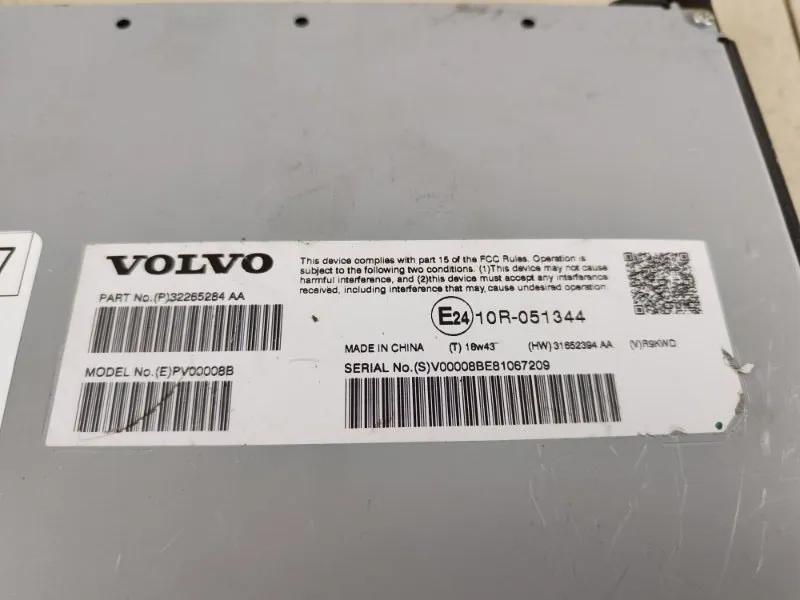 7
VOLVO
PART No.(P)32265284 AA
MODEL No.(E)PV00008B
This device complies with part 15 of the FCC Rules. Operation is
subject to the following two conditions. (1)This device may not cause
harmful interference, and (2)this device must accept any interference
received, including interference that may, cause undesired operation.
E24 10R-051344
MADE IN CHINA (T) 18w43 (HW) 31652394 AA (V)R9KWD
SERIAL No.(S)V00008BE81067209